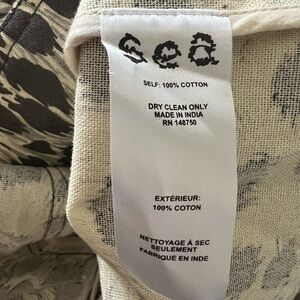 sea
SELF: 100% COTTON
DRY CLEAN ONLY
MADE IN INDIA
RN 148750
EXTÉRIEUR:
100% COTON
NETTOYAGE À SEC
SEULEMENT
FABRIQUE EN INDE